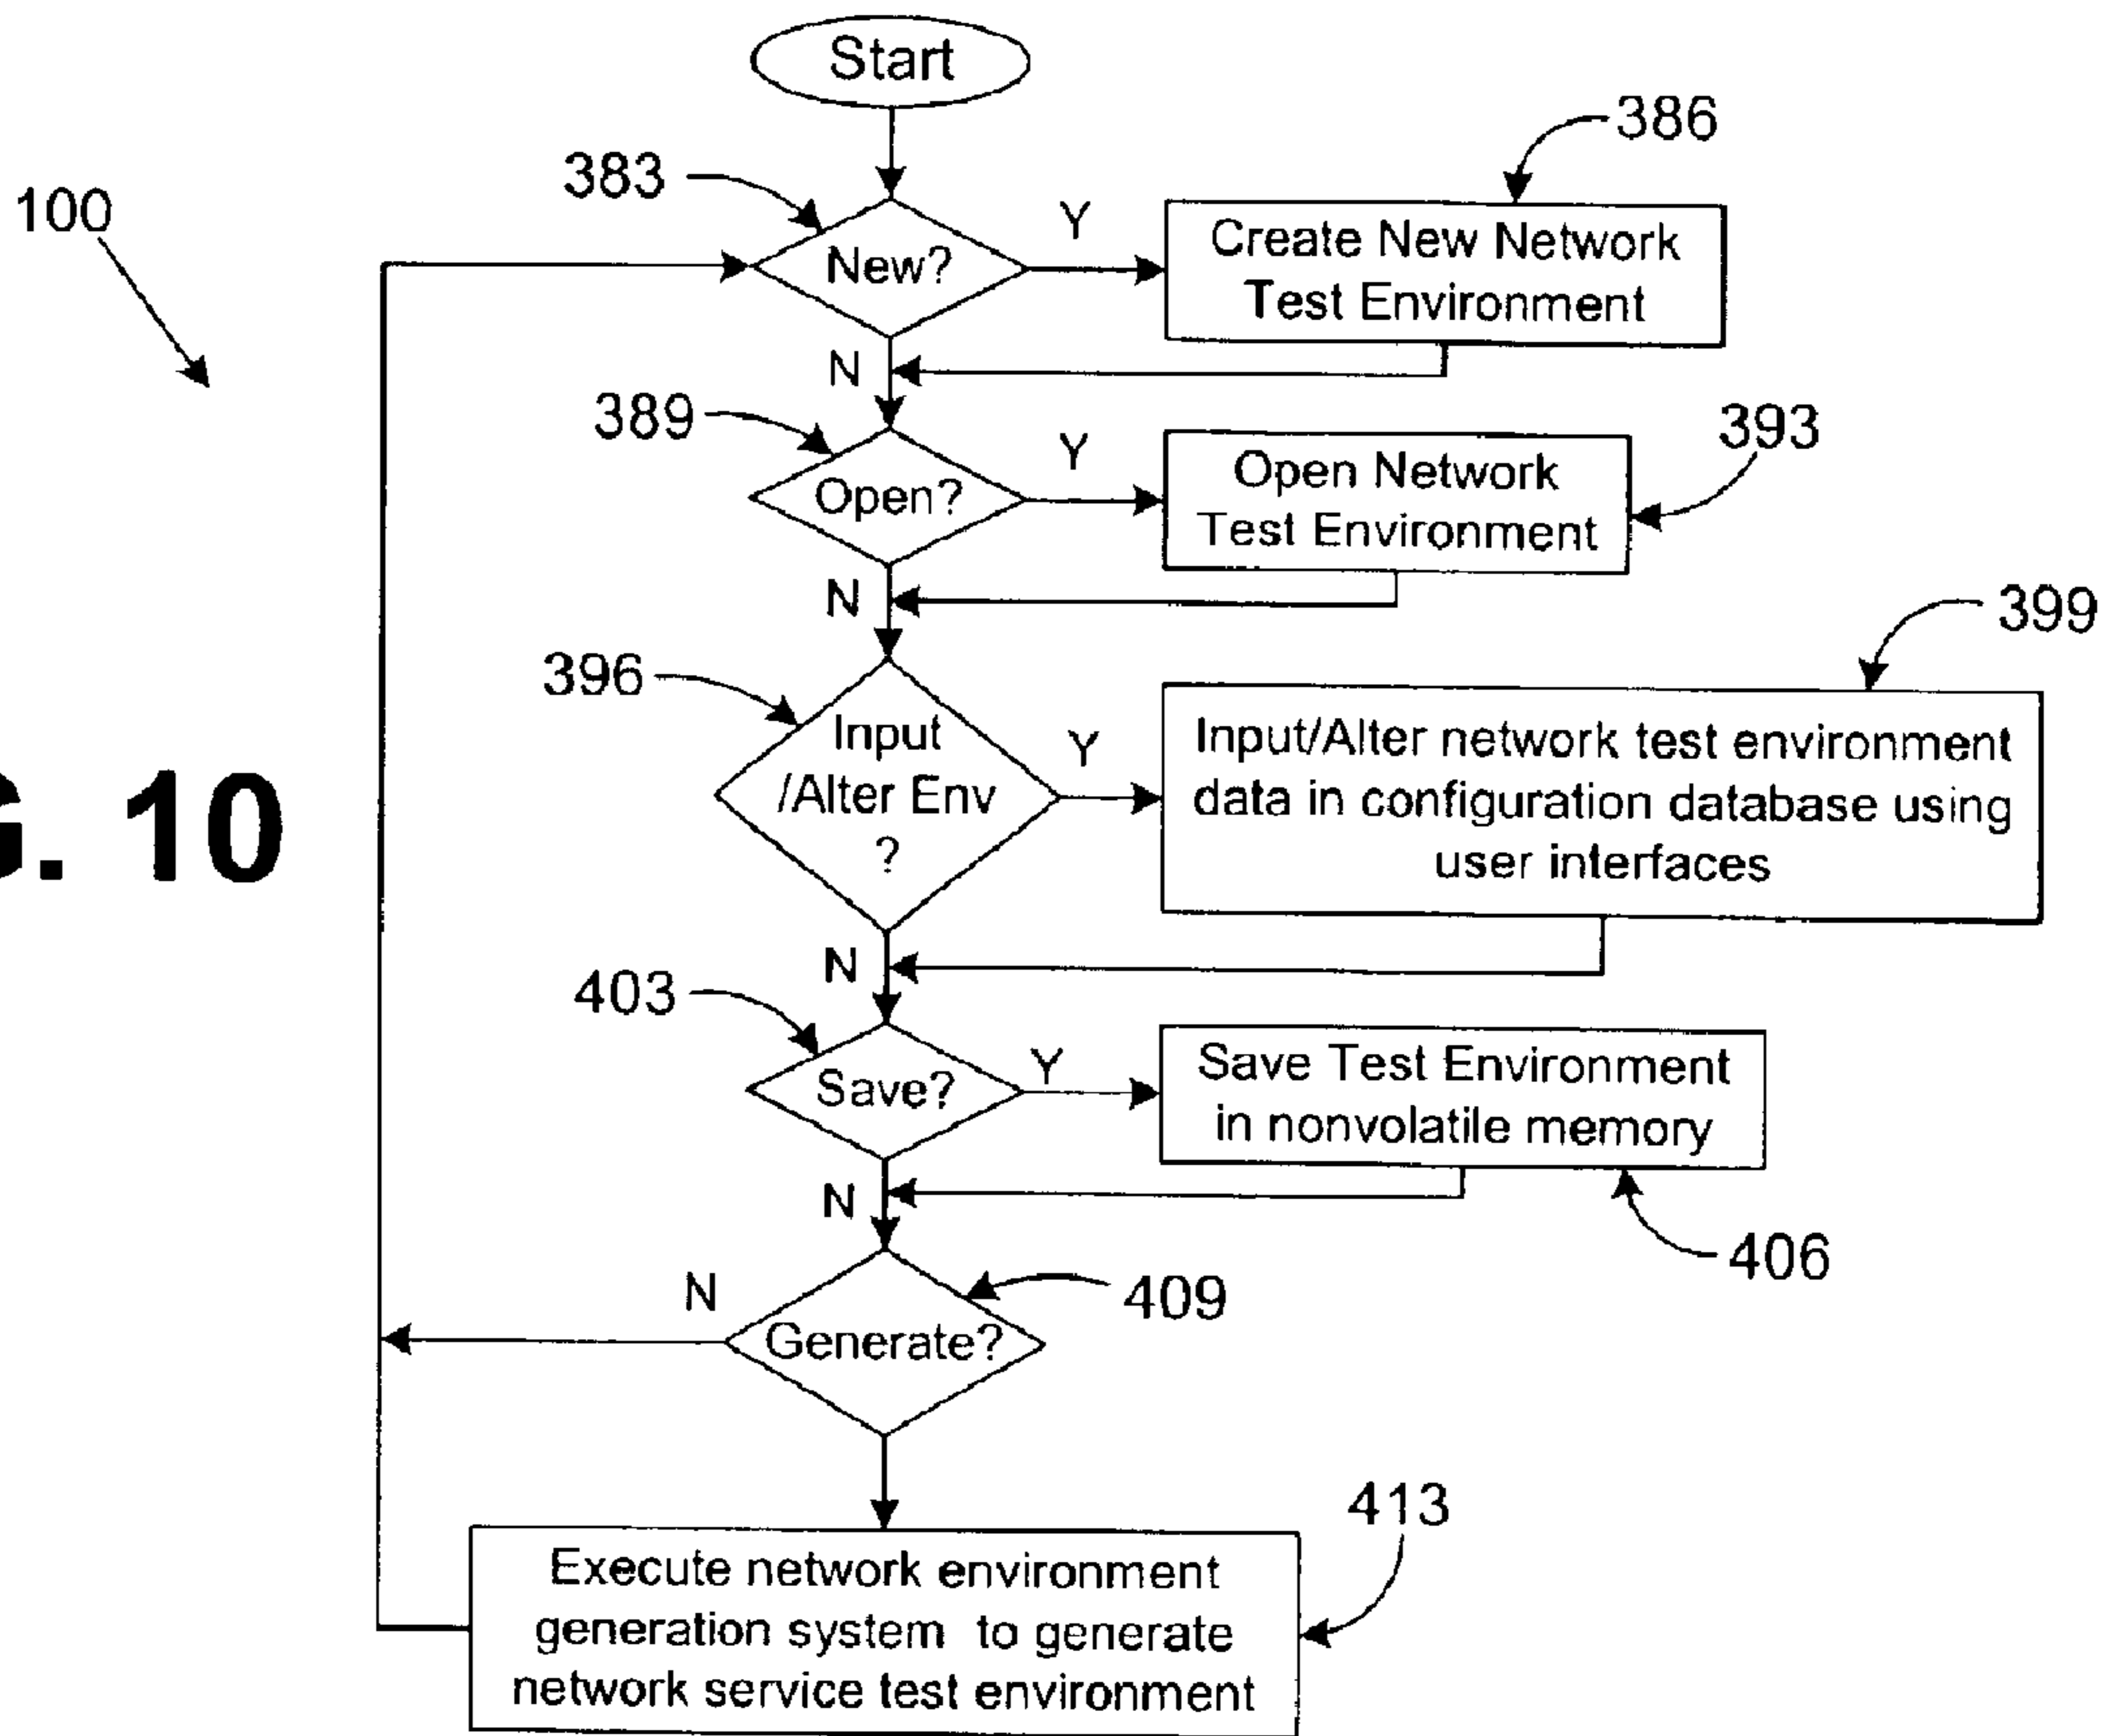 Start
386
383
100
Y
New?
Create New Network
Test Environment
N
389
393
Y
Open?
Open Network
Test Environment
N
399
396
Input
/Alter Env
?
Y
Input/Alter network test environment
data in configuration database using
user interfaces
G. 10
N
403
Y
Save?
Save Test Environment
in nonvolatile memory
N
406
N
409
Generate?
413
Execute network environment
generation system to generate
network service test environment